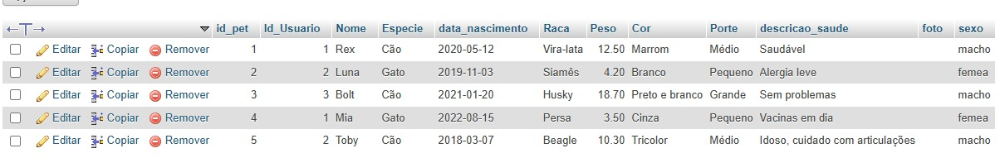 id_pet Id_Usuario Nome Especie data_nascimento Raca Peso Cor Porte descricao_saude foto sexo
Editar Copiar Remover 1 1 Rex Cão 2020-05-12 Vira-lata 12.50 Marrom Médio Saudável macho
Editar Copiar Remover 2 2 Luna Gato 2019-11-03 Siamês 4.20 Branco Pequeno Alergia leve femea
Editar Copiar Remover 3 3 Bolt Cão 2021-01-20 Husky 18.70 Preto e branco Grande Sem problemas macho
Editar Copiar Remover 4 1 Mia Gato 2022-08-15 Persa 3.50 Cinza Pequeno Vacinas em dia femea
Editar Copiar Remover 5 2 Toby Cão 2018-03-07 Beagle 10.30 Tricolor Médio Idoso, cuidado com articulações macho